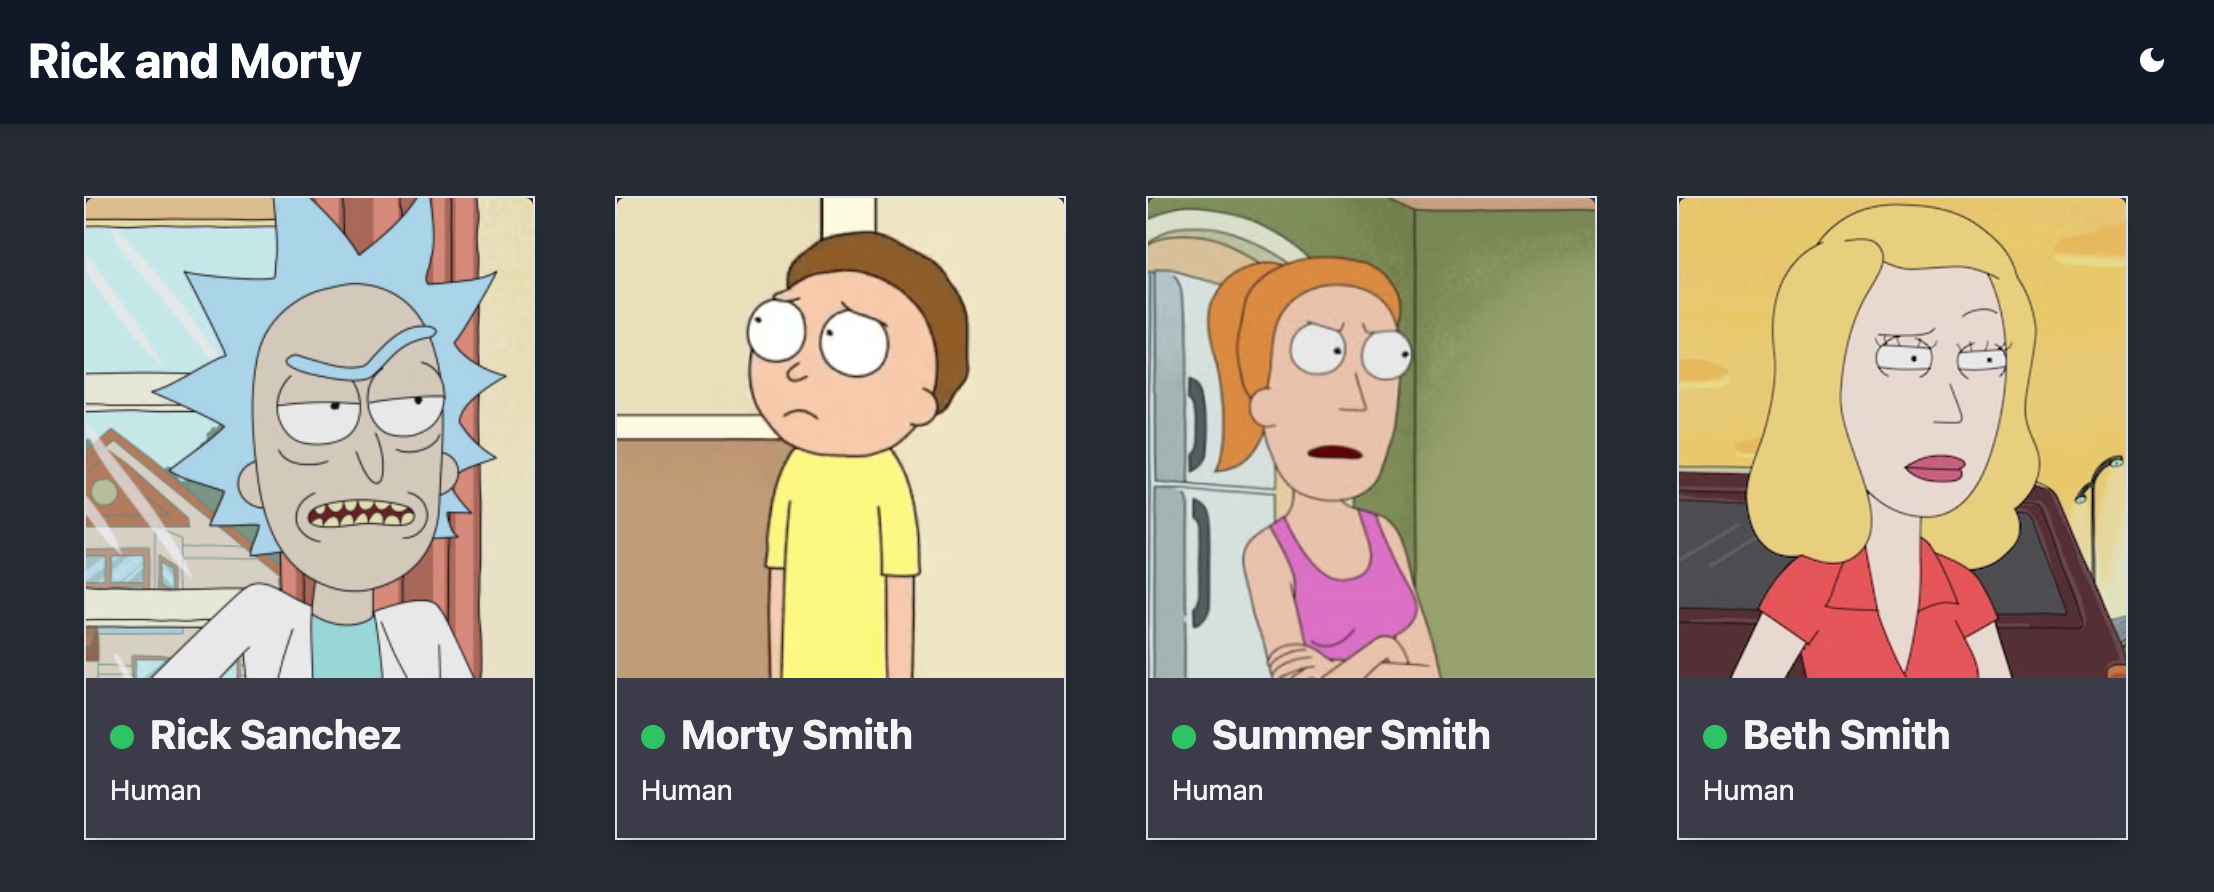 Rick and Morty
Rick Sanchez
Human
Morty Smith
Human
Summer Smith
Human
Beth Smith
Human